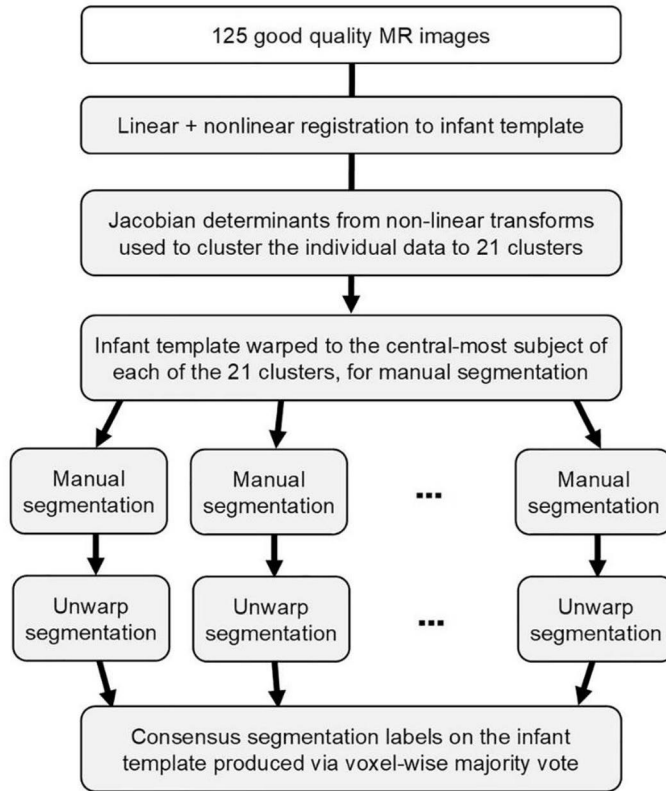 125 good quality MR images
Linear + nonlinear registration to infant template
Jacobian determinants from non-linear transforms
used to cluster the individual data to 21 clusters
Infant template warped to the central-most subject of
each of the 21 clusters, for manual segmentation
Manual
segmentation
Manual
segmentation
...
Manual
segmentation
Unwarp
segmentation
Unwarp
segmentation
...
Unwarp
segmentation
Consensus segmentation labels on the infant
template produced via voxel-wise majority vote